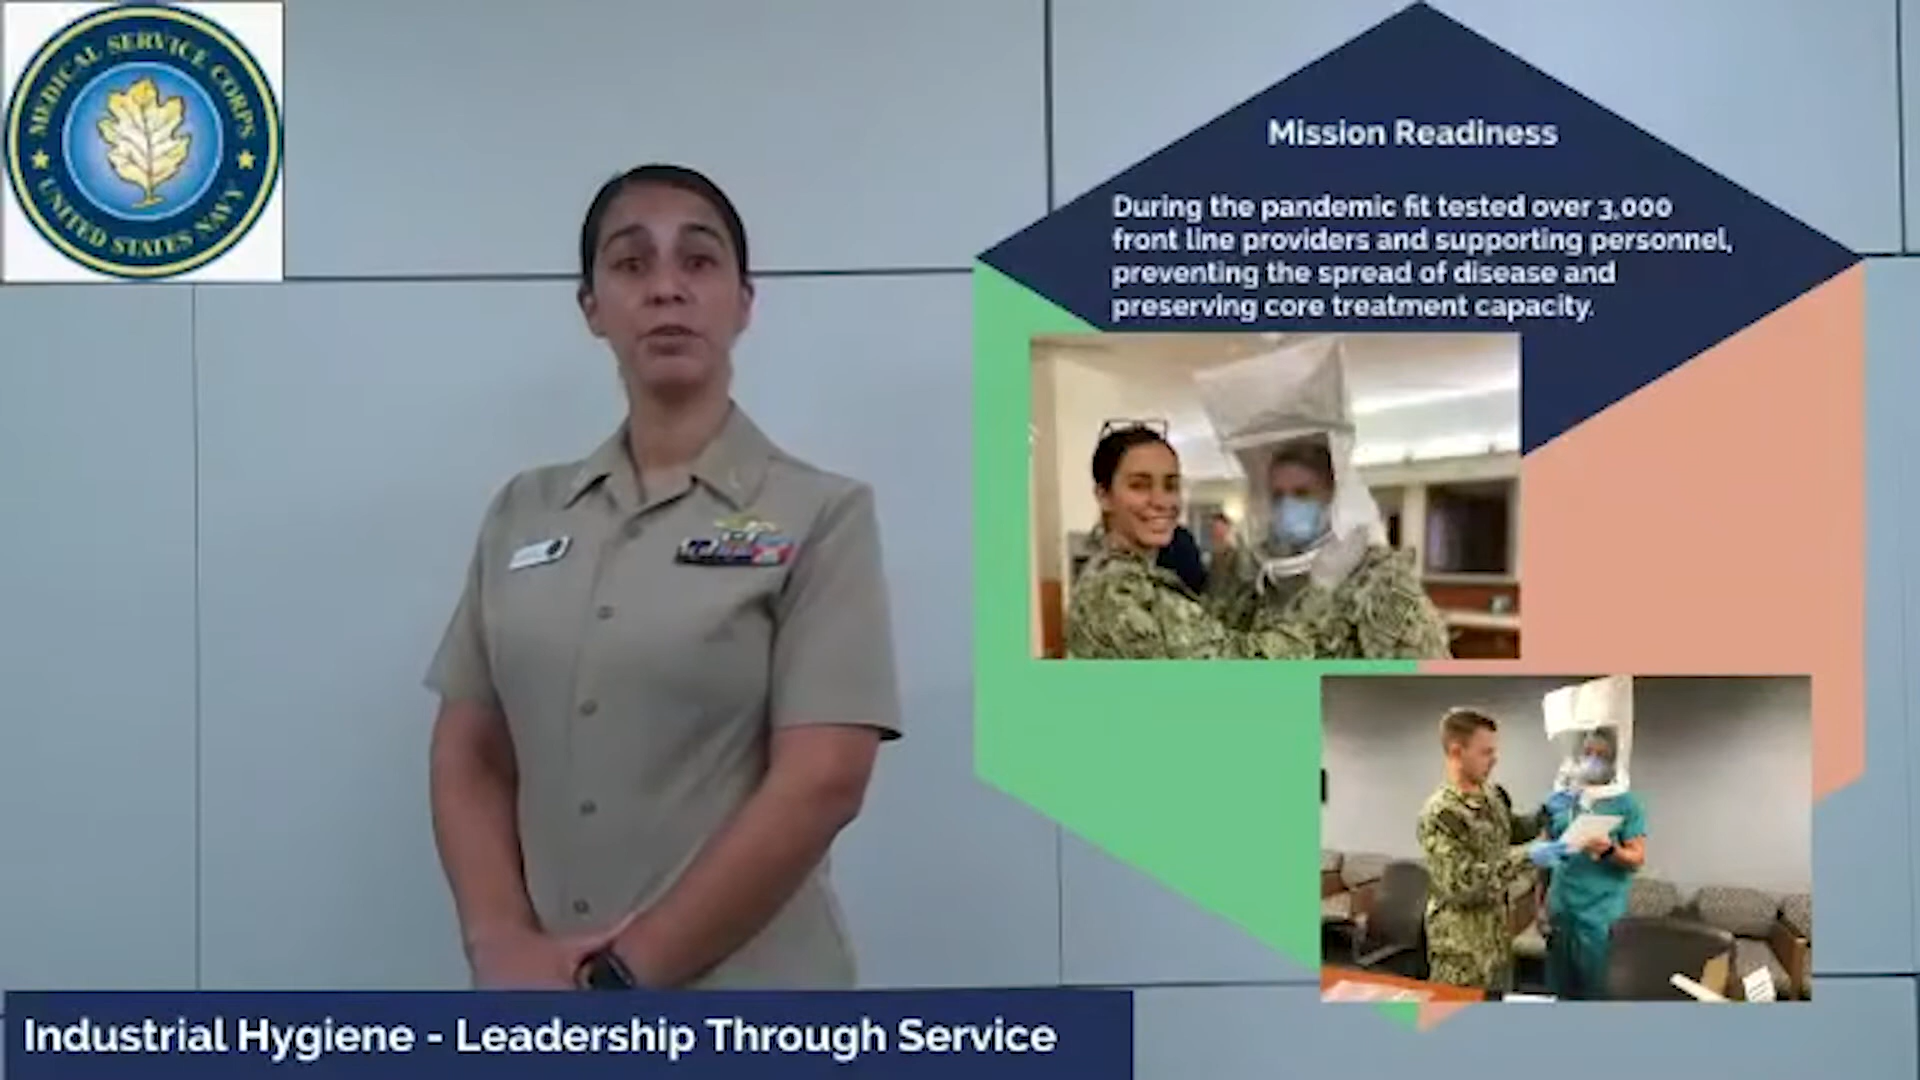 MEDICAL SERVICE CORPS
UNITED STATES NAVY
Mission Readiness
During the pandemic fit tested over 3,000
front line providers and supporting personnel,
preventing the spread of disease and
preserving core treatment capacity.
Industrial Hygiene - Leadership Through Service